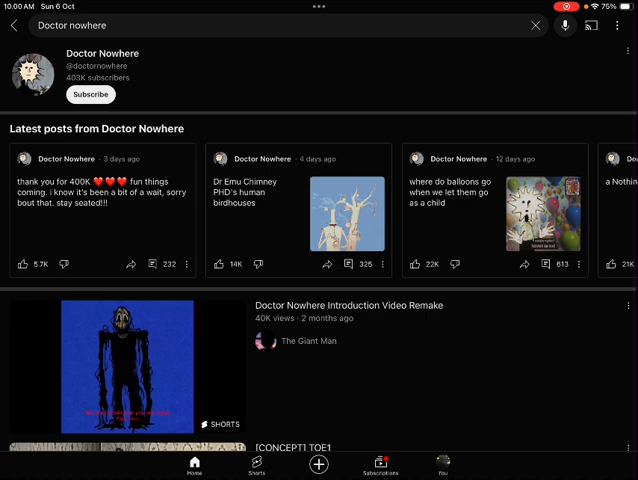 10.00 AM Sun 6 Oct
75%
Doctor nowhere
Doctor Nowhere
@doctornowhere
403K subscribers
Subscribe
Latest posts from Doctor Nowhere
Doctor Nowhere · 3 days ago
thank you for 400K ❤️❤️❤️ fun things
coming. i know it's been a bit of a wait, sorry
bout that. stay seated!!!
5.7K
232
Doctor Nowhere · 4 days ago
Dr Emu Chimney
PHD's human
birdhouses
14K
325
Doctor Nowhere · 12 days ago
where do balloons go
when we let them go
as a child
22K
613
Do
a Nothin
21K
Doctor Nowhere Introduction Video Remake
40K views · 2 months ago
The Giant Man
SHORTS
[CONCEPT] TOE1
Home
Shorts
Subscriptions
You